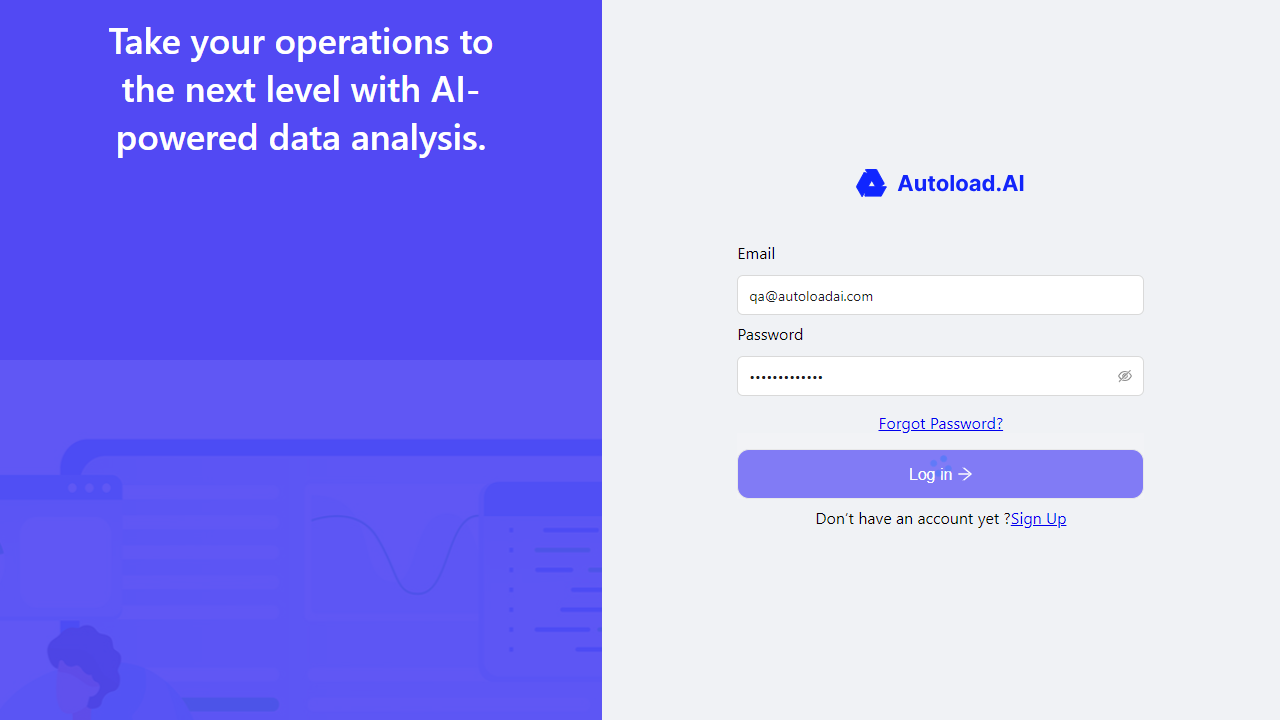 Take your operations to
the next level with AI-
powered data analysis.
Autoload.AI
Email
qa@autoloadai.com
Password
•••••••••••••
Forgot Password?
Log in →
Don't have an account yet ?Sign Up